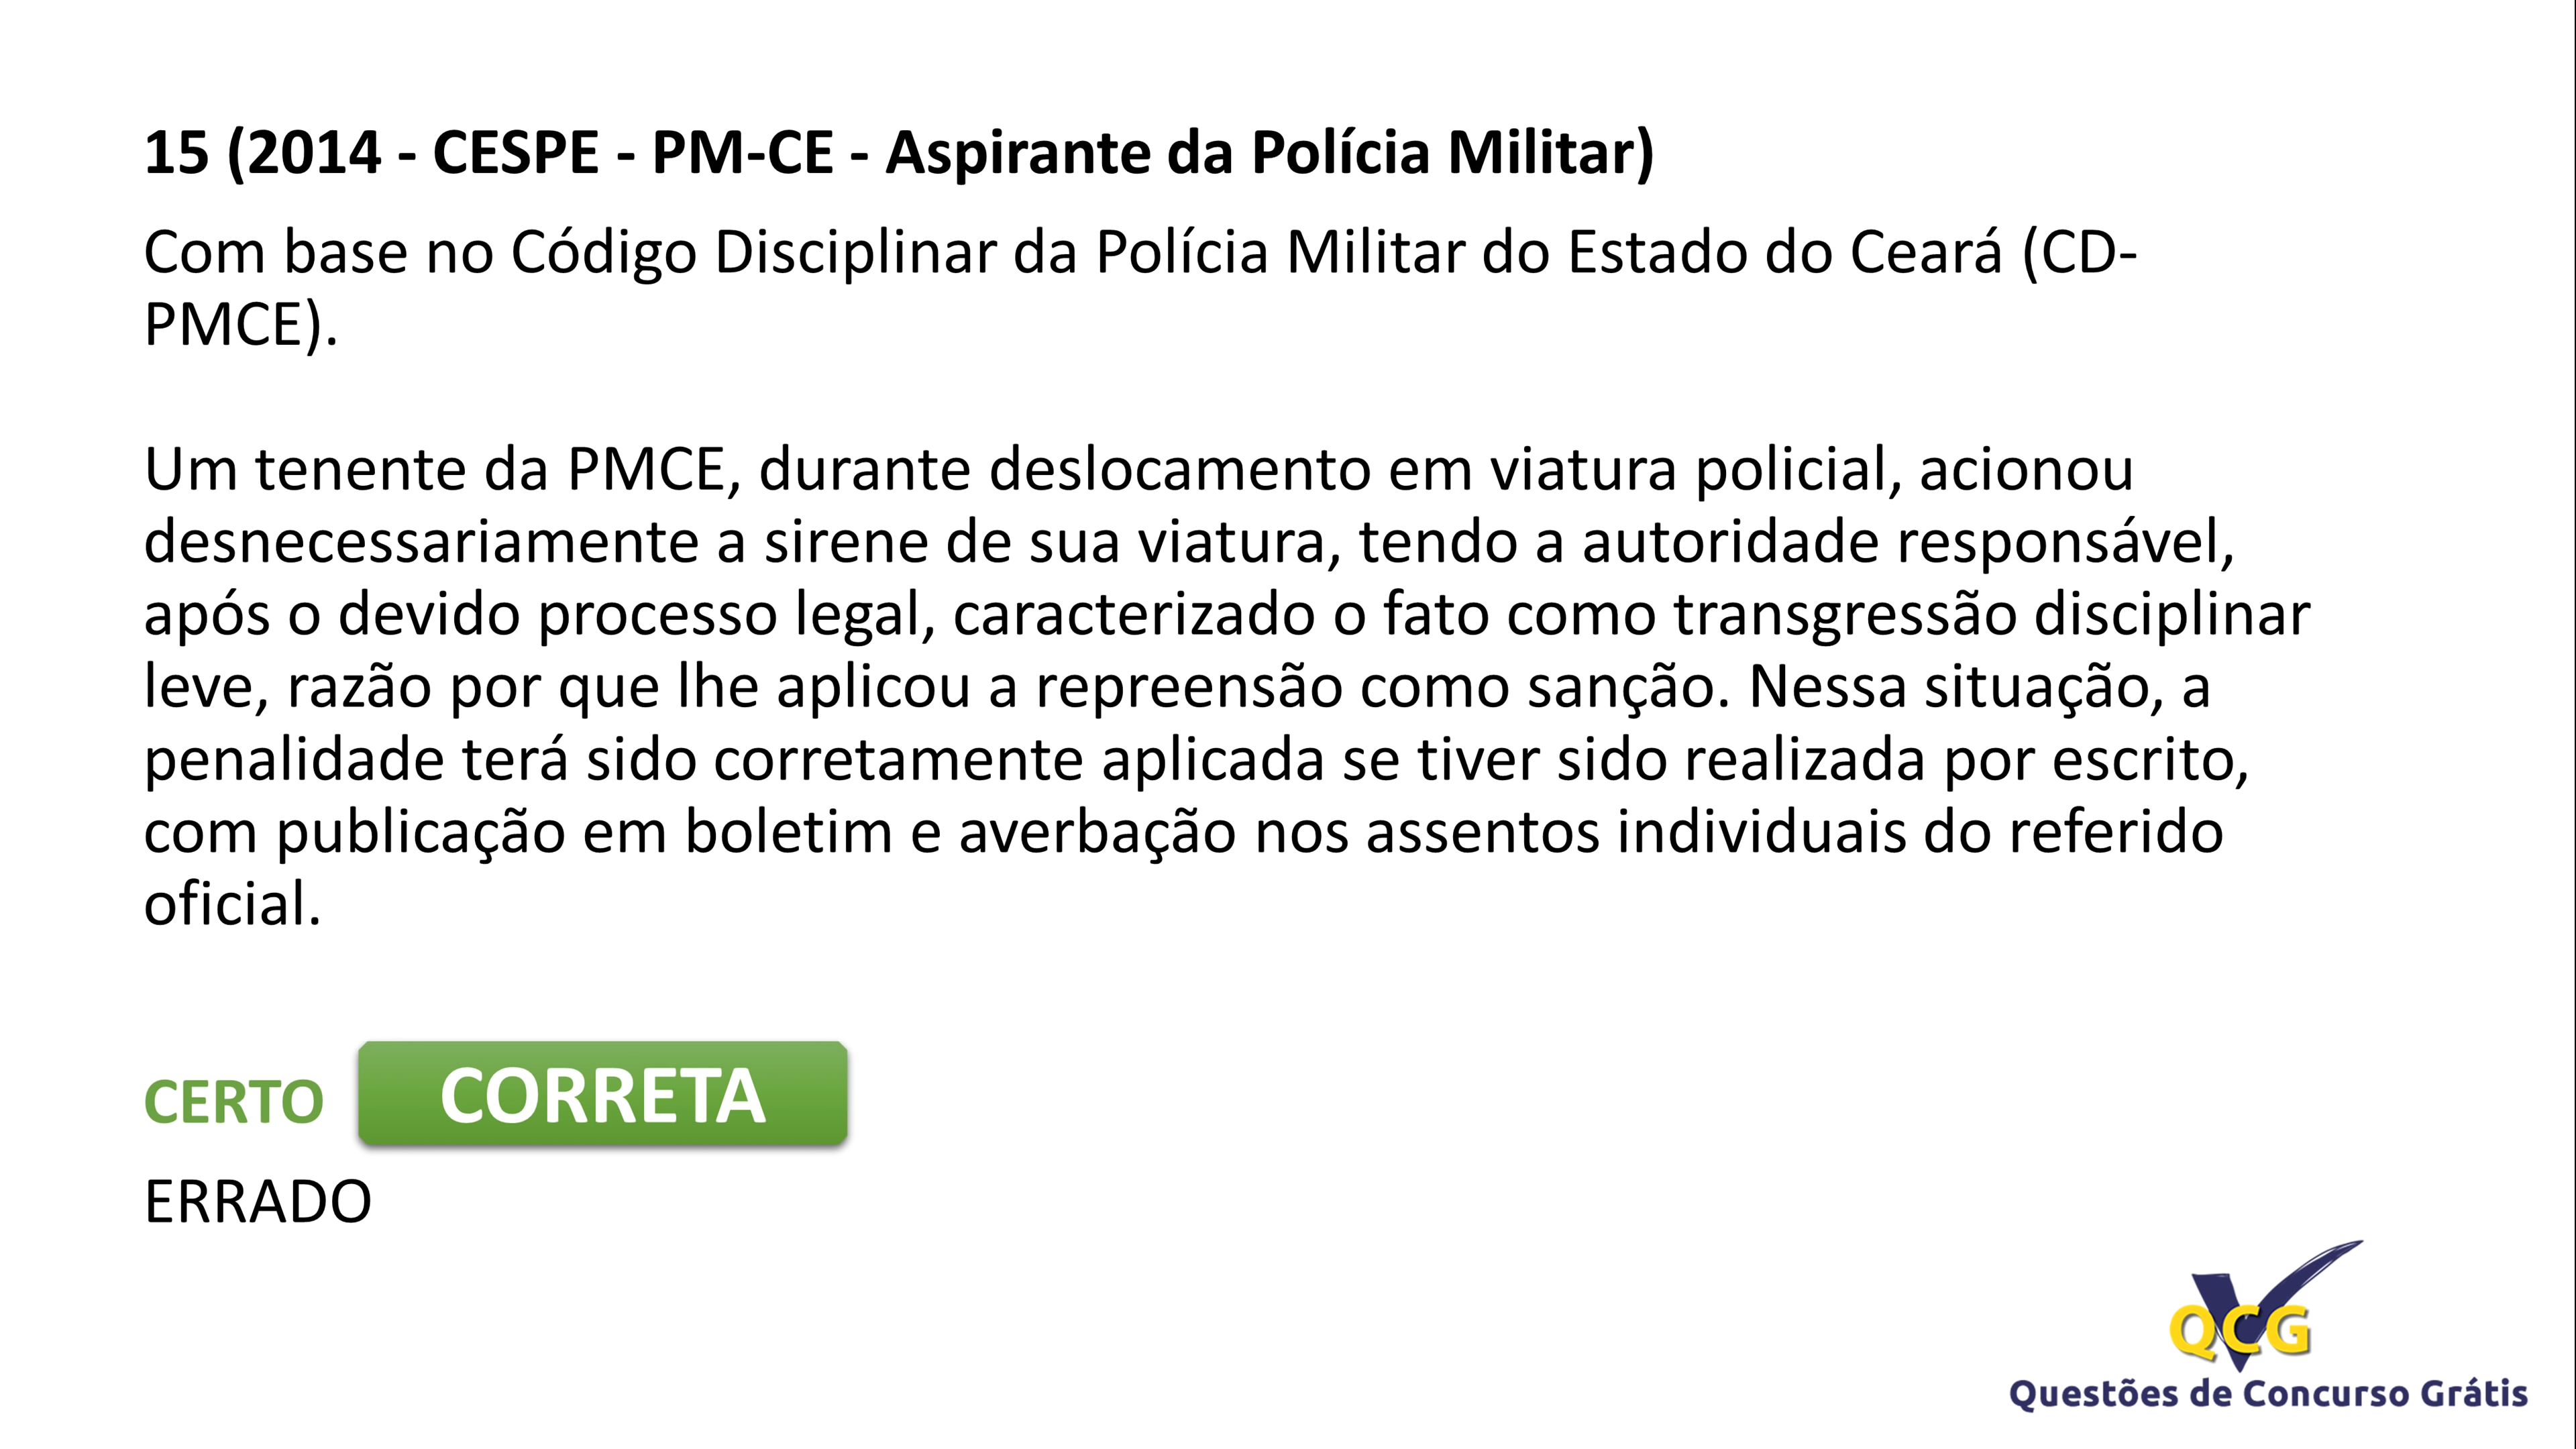 15 (2014 - CESPE - PM-CE - Aspirante da Polícia Militar)
Com base no Código Disciplinar da Polícia Militar do Estado do Ceará (CD-
PMCE).
Um tenente da PMCE, durante deslocamento em viatura policial, acionou
desnecessariamente a sirene de sua viatura, tendo a autoridade responsável,
após o devido processo legal, caracterizado o fato como transgressão disciplinar
leve, razão por que lhe aplicou a repreensão como sanção. Nessa situação, a
penalidade terá sido corretamente aplicada se tiver sido realizada por escrito,
com publicação em boletim e averbação nos assentos individuais do referido
oficial.
CERTO CORRETA
ERRADO
QCG
Questões de Concurso Grátis